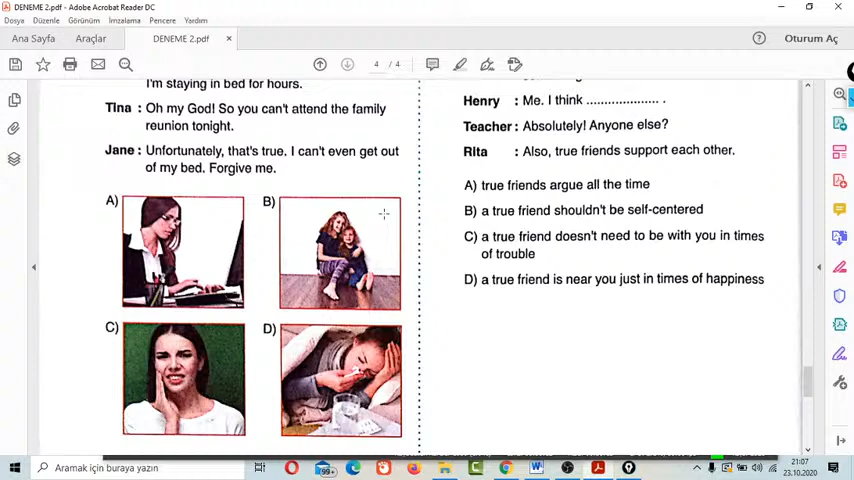 DENEME 2.pdf - Adobe Acrobat Reader DC
Dosya Düzenle Görünüm İmzalama Pencere Yardım
Ana Sayfa Araçlar DENEME 2.pdf × Oturum Aç
4 / 4
I'm staying in bed for hours.
Tina : Oh my God! So you can't attend the family
reunion tonight.
Jane : Unfortunately, that's true. I can't even get out
of my bed. Forgive me.
A)
B)
C)
D)
Henry : Me. I think .................... .
Teacher : Absolutely! Anyone else?
Rita : Also, true friends support each other.
A) true friends argue all the time
B) a true friend shouldn't be self-centered
C) a true friend doesn't need to be with you in times
of trouble
D) a true friend is near you just in times of happiness
Aramak için buraya yazın
99+
21:07
23.10.2020